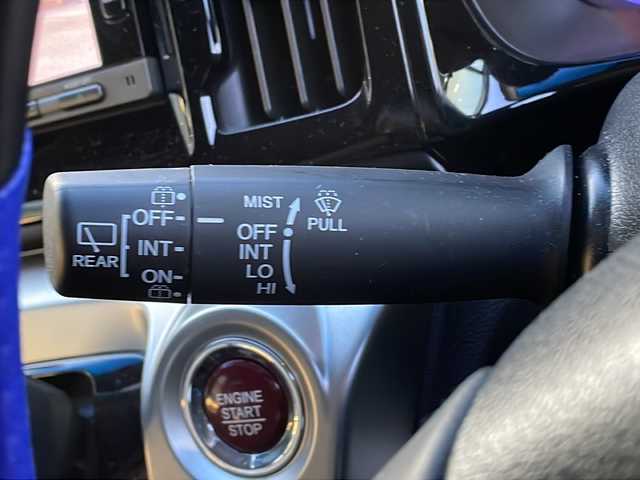 MIST
PULL
OFF
INT
LO
HI
OFF
INT
ON
REAR
ENGINE
START
STOP